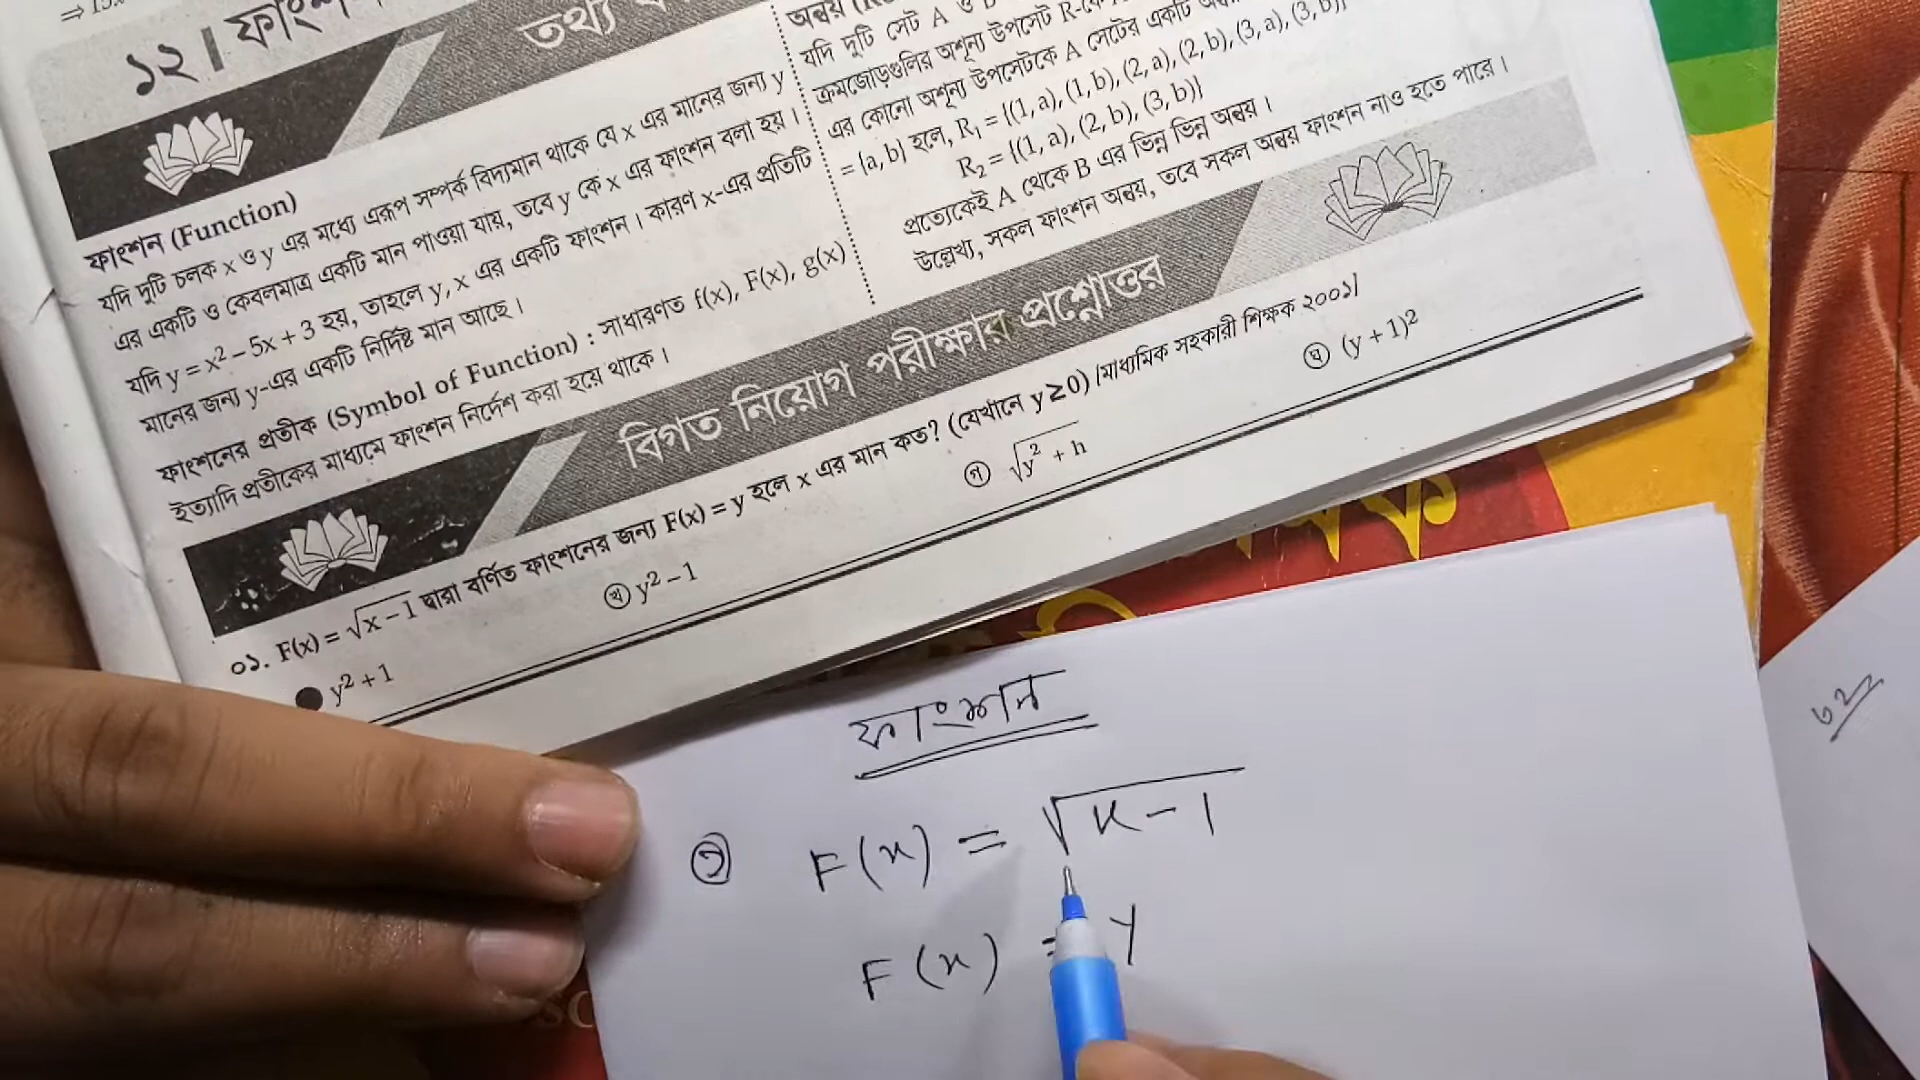 ১২ | ফাংশ
তথ্য
ফাংশন (Function)
যদি দুটি চলক x ও y এর মধ্যে এরূপ সম্পর্ক বিদ্যমান থাকে যে x এর মানের জন্য y
এর একটি ও কেবলমাত্র একটি মান পাওয়া যায়, তবে y কে x এর ফাংশন বলা হয়।
যদি y = x² – 5x + 3 হয়, তাহলে y, x এর একটি ফাংশন। কারণ x-এর প্রতিটি
মানের জন্য y-এর একটি নির্দিষ্ট মান আছে।
ফাংশনের প্রতীক (Symbol of Function) : সাধারণত f(x), F(x), g(x)
ইত্যাদি প্রতীকের মাধ্যমে ফাংশন নির্দেশ করা হয়ে থাকে।
অন্বয়
যদি দুটি সেট A ও
ক্রমজোড়গুলির অশূন্য উপসেট R-কে
এর কোনো অশূন্য উপসেটকে A সেটের একটি
= {a, b} হলে, R₁ = {(1, a), (1, b), (2, a), (2, b), (3, a), (3, b)}
R₂ = {(1, a), (2, b), (3, b)}
প্রত্যেকেই A থেকে B এর ভিন্ন ভিন্ন অন্বয়।
উল্লেখ্য, সকল ফাংশন অন্বয়, তবে সকল অন্বয় ফাংশন নাও হতে পারে।
বিগত নিয়োগ পরীক্ষার প্রশ্নোত্তর
০১. F(x) = √(x – 1) দ্বারা বর্ণিত ফাংশনের জন্য F(x) = y হলে x এর মান কত? (যেখানে y ≥ 0) [মাধ্যমিক সহকারী শিক্ষক ২০০১]
● y² + 1 ㉧ y² – 1 গ √(y² + h) ঘ (y + 1)²
ফাংশন
১ F(x) = √(x – 1)
F(x) = y